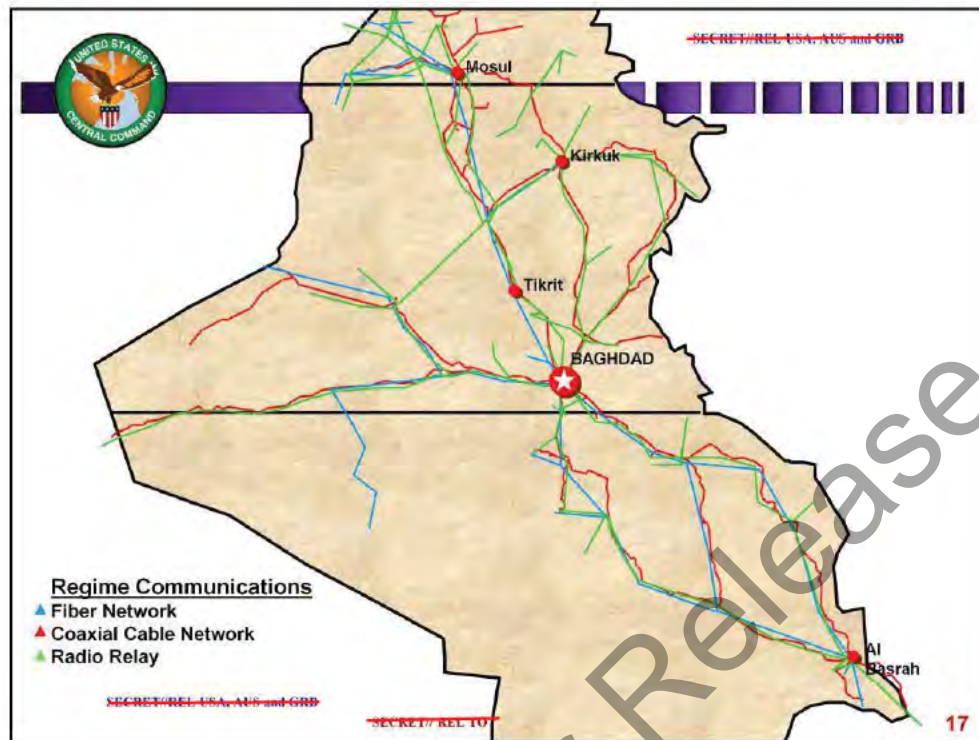 SECRET//REL USA, AUS and GRB
UNITED STATES
CENTRAL COMMAND
Mosul
Kirkuk
Tikrit
BAGHDAD
Regime Communications
Fiber Network
Coaxial Cable Network
Radio Relay
Al
Basrah
SECRET//REL USA, AUS and GRB
SECRET// REL TO
17
Release